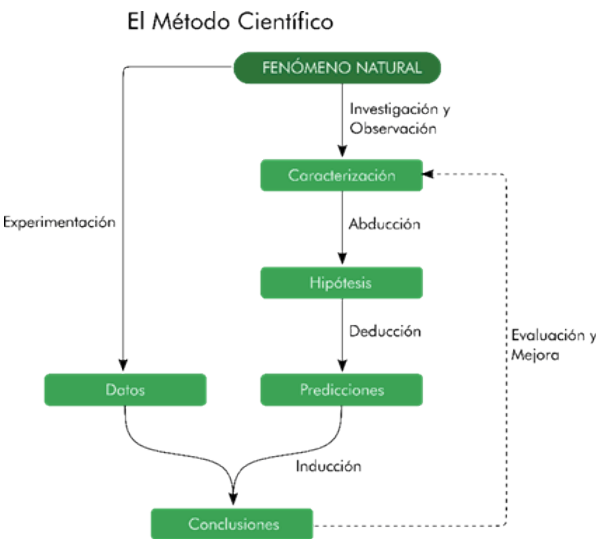 El Método Científico
FENÓMENO NATURAL
Investigación y
Observación
Caracterización
Experimentación
Abducción
Hipótesis
Deducción
Evaluación y
Mejora
Datos
Predicciones
Inducción
Conclusiones